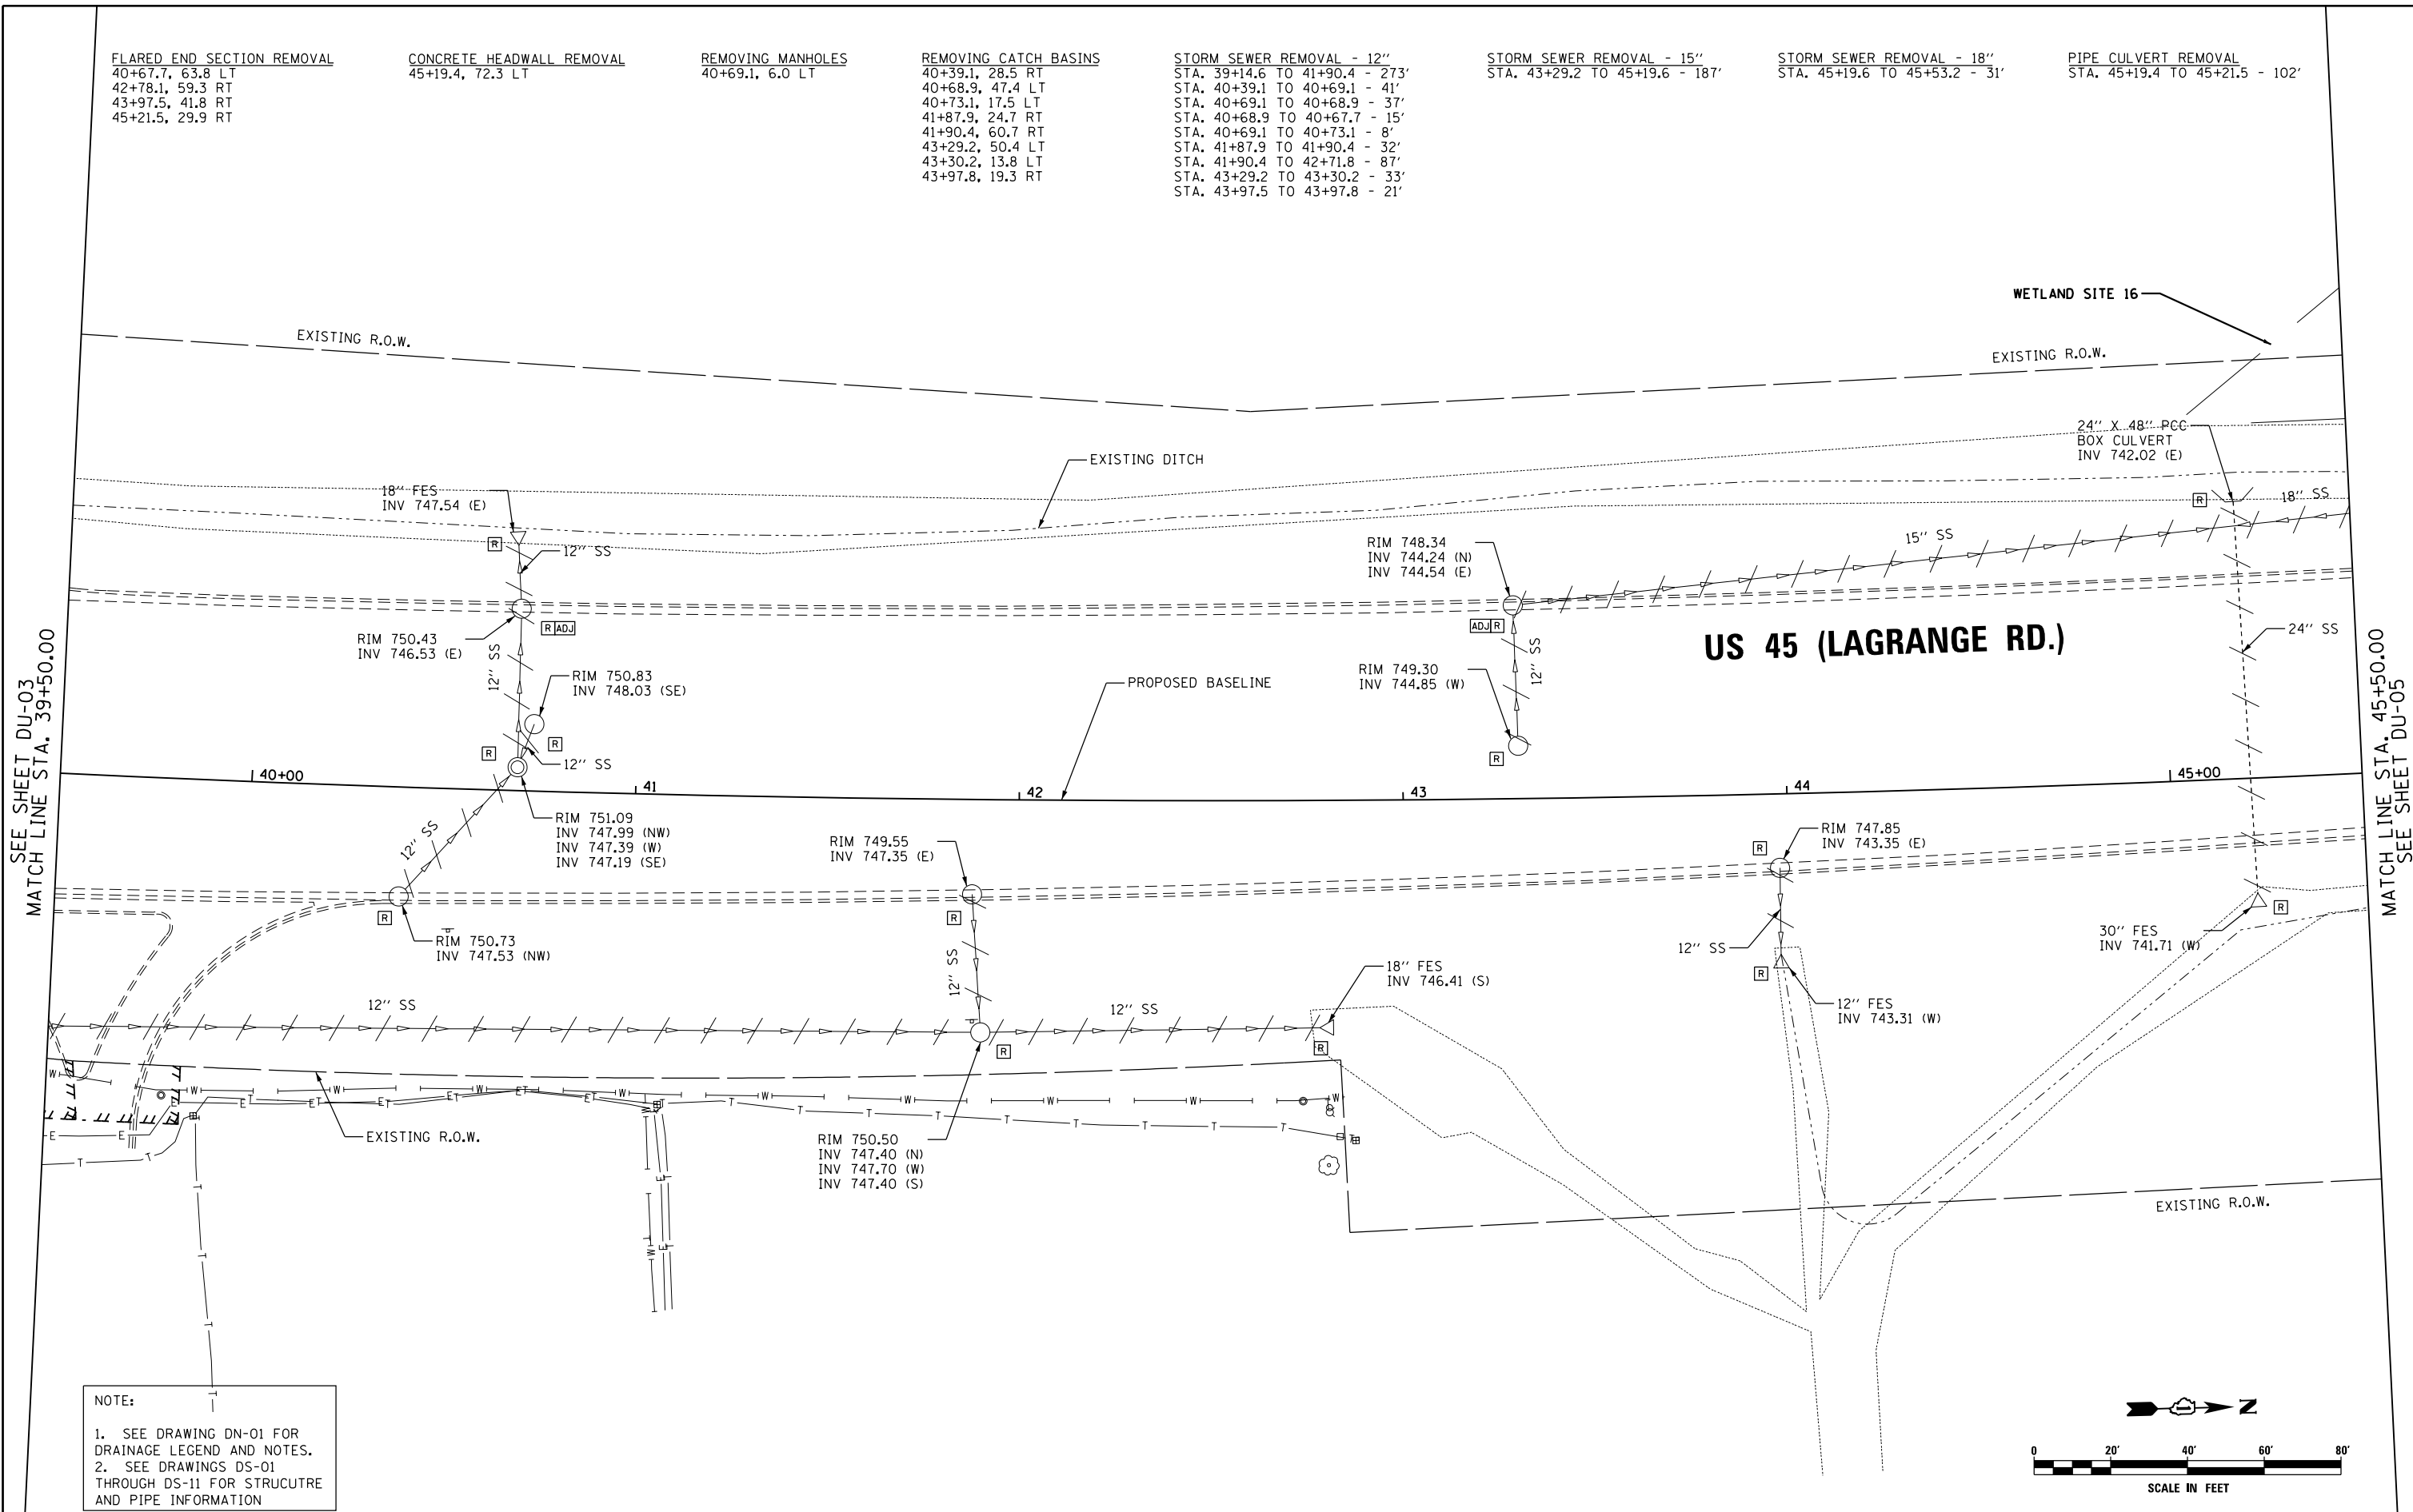 FLARED END SECTION REMOVAL
40+67.7, 63.8 LT
42+78.1, 59.3 RT
43+97.5, 41.8 RT
45+21.5, 29.9 RT
CONCRETE HEADWALL REMOVAL
45+19.4, 72.3 LT
REMOVING MANHOLES
40+69.1, 6.0 LT
REMOVING CATCH BASINS
40+39.1, 28.5 RT
40+68.9, 47.4 LT
40+73.1, 17.5 LT
41+87.9, 24.7 RT
41+90.4, 60.7 RT
43+29.2, 50.4 LT
43+30.2, 13.8 LT
43+97.8, 19.3 RT
STORM SEWER REMOVAL - 12''
STA. 39+14.6 TO 41+90.4 - 273'
STA. 40+39.1 TO 40+69.1 - 41'
STA. 40+69.1 TO 40+68.9 - 37'
STA. 40+68.9 TO 40+67.7 - 15'
STA. 40+69.1 TO 40+73.1 - 8'
STA. 41+87.9 TO 41+90.4 - 32'
STA. 41+90.4 TO 42+71.8 - 87'
STA. 43+29.2 TO 43+30.2 - 33'
STA. 43+97.5 TO 43+97.8 - 21'
STORM SEWER REMOVAL - 15''
STA. 43+29.2 TO 45+19.6 - 187'
STORM SEWER REMOVAL - 18''
STA. 45+19.6 TO 45+53.2 - 31'
PIPE CULVERT REMOVAL
STA. 45+19.4 TO 45+21.5 - 102'
WETLAND SITE 16
EXISTING R.O.W.
EXISTING R.O.W.
24'' X 48'' PCC
BOX CULVERT
INV 742.02 (E)
EXISTING DITCH
18'' FES
INV 747.54 (E)
R
12'' SS
R
18'' SS
15'' SS
RIM 748.34
INV 744.24 (N)
INV 744.54 (E)
R ADJ
RIM 750.43
INV 746.53 (E)
12'' SS
RIM 750.83
INV 748.03 (SE)
R
R
12'' SS
ADJ R
US 45 (LAGRANGE RD.)
24'' SS
RIM 749.30
INV 744.85 (W)
12'' SS
R
PROPOSED BASELINE
SEE SHEET DU-03
MATCH LINE STA. 39+50.00
MATCH LINE STA. 45+50.00
SEE SHEET DU-05
40+00
41
42
43
44
45+00
12'' SS
RIM 751.09
INV 747.99 (NW)
INV 747.39 (W)
INV 747.19 (SE)
RIM 749.55
INV 747.35 (E)
R
RIM 747.85
INV 743.35 (E)
R
R
R
RIM 750.73
INV 747.53 (NW)
12'' SS
12'' SS
30'' FES
INV 741.71 (W)
18'' FES
INV 746.41 (S)
R
12'' FES
INV 743.31 (W)
12'' SS
12'' SS
R
R
W W W W W W W W W W
E E E E E E
T T T T T T T T T T T
EXISTING R.O.W.
RIM 750.50
INV 747.40 (N)
INV 747.70 (W)
INV 747.40 (S)
EXISTING R.O.W.
T T T T
T W E E T
NOTE:
1. SEE DRAWING DN-01 FOR
DRAINAGE LEGEND AND NOTES.
2. SEE DRAWINGS DS-01
THROUGH DS-11 FOR STRUCUTRE
AND PIPE INFORMATION
N
0 20' 40' 60' 80'
SCALE IN FEET